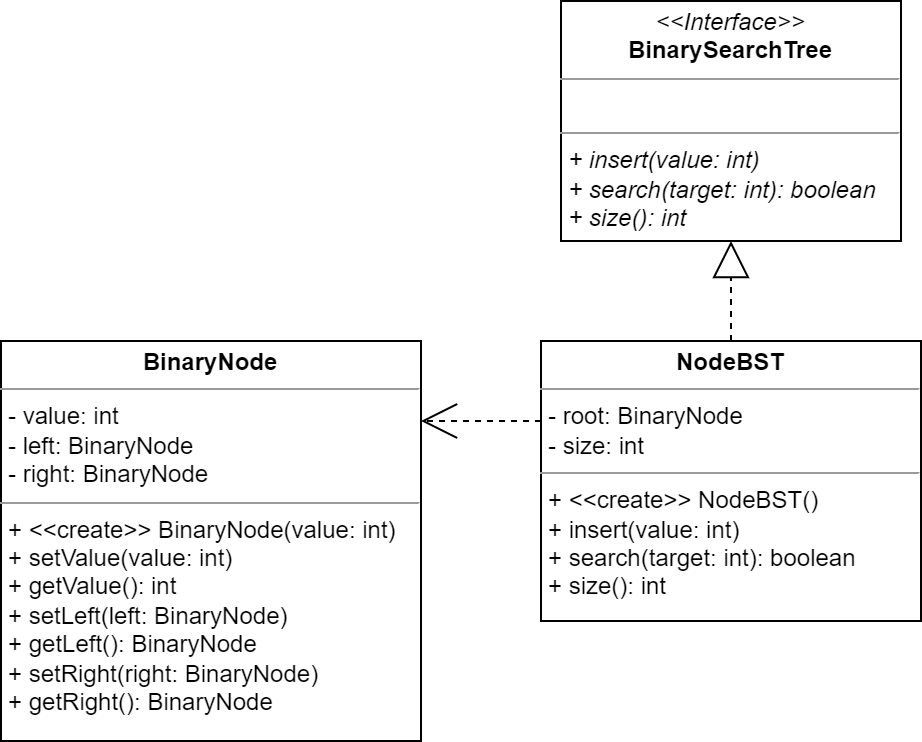 <<Interface>>
BinarySearchTree
+ insert(value: int)
+ search(target: int): boolean
+ size(): int
BinaryNode
- value: int
- left: BinaryNode
- right: BinaryNode
+ <<create>> BinaryNode(value: int)
+ setValue(value: int)
+ getValue(): int
+ setLeft(left: BinaryNode)
+ getLeft(): BinaryNode
+ setRight(right: BinaryNode)
+ getRight(): BinaryNode
NodeBST
- root: BinaryNode
- size: int
+ <<create>> NodeBST()
+ insert(value: int)
+ search(target: int): boolean
+ size(): int